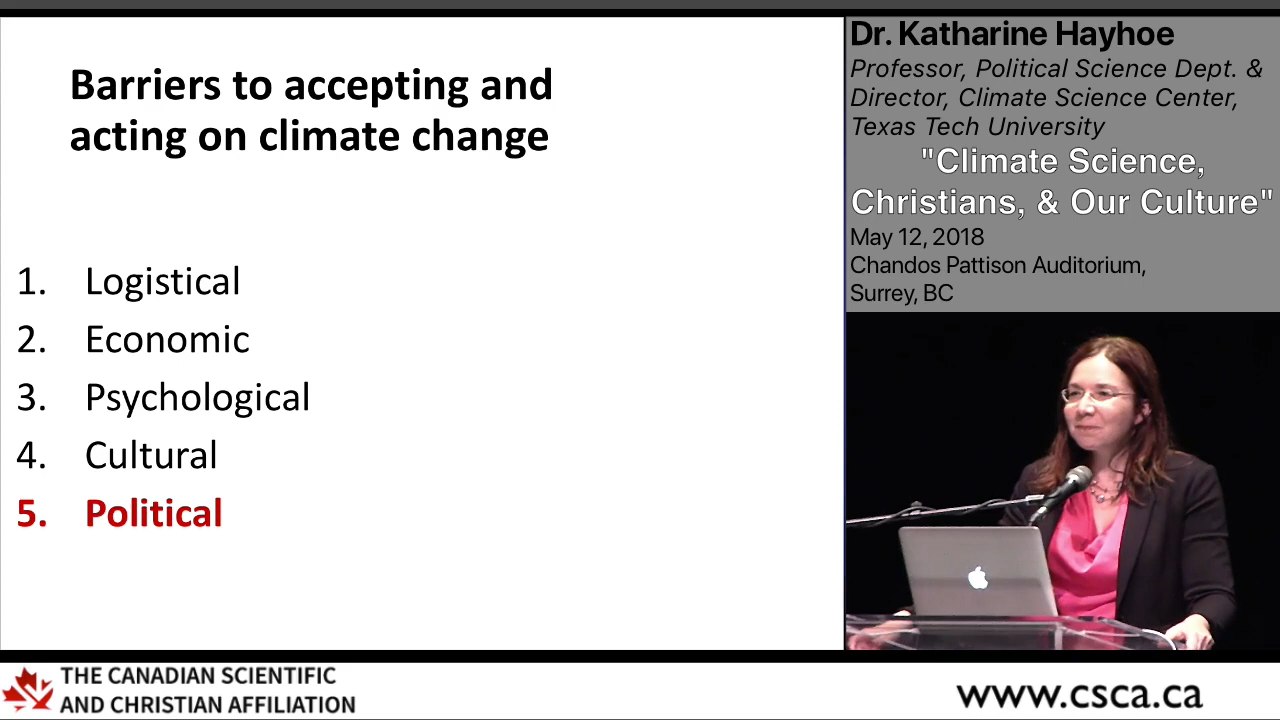 Barriers to accepting and
acting on climate change
1. Logistical
2. Economic
3. Psychological
4. Cultural
5. Political
Dr. Katharine Hayhoe
Professor, Political Science Dept. &
Director, Climate Science Center,
Texas Tech University
"Climate Science,
Christians, & Our Culture"
May 12, 2018
Chandos Pattison Auditorium,
Surrey, BC
THE CANADIAN SCIENTIFIC
AND CHRISTIAN AFFILIATION
www.csca.ca